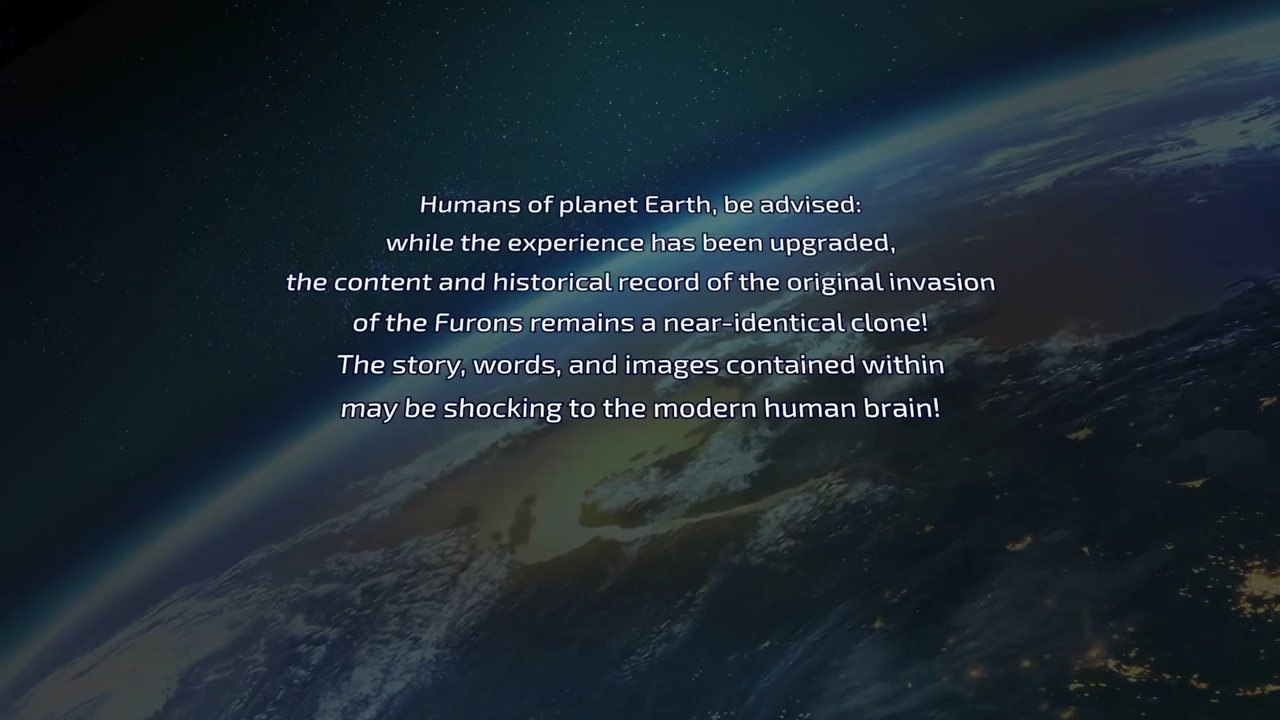 Humans of planet Earth, be advised:
while the experience has been upgraded,
the content and historical record of the original invasion
of the Furons remains a near-identical clone!
The story, words, and images contained within
may be shocking to the modern human brain!